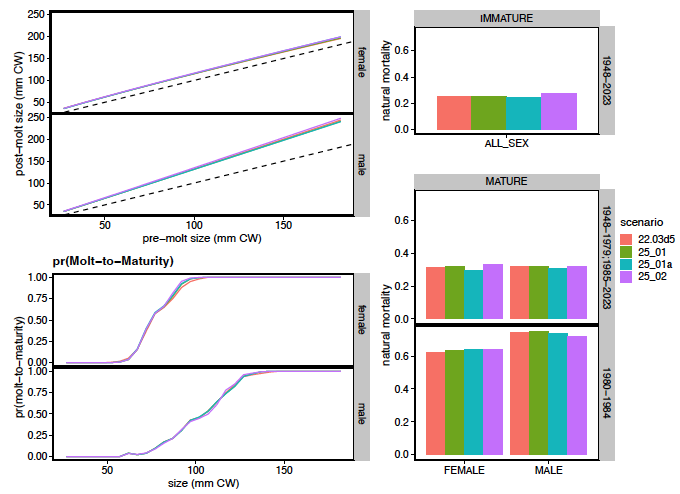 250
200
150
100
50
female
250
200
150
100
50
male
post−molt size (mm CW)
50
100
150
pre−molt size (mm CW)
pr(Molt−to−Maturity)
1.00
0.75
0.50
0.25
0.00
female
1.00
0.75
0.50
0.25
0.00
male
pr(molt−to−maturity)
50
100
150
size (mm CW)
IMMATURE
0.6
0.4
0.2
0.0
natural mortality
1948−2023
ALL_SEX
MATURE
0.6
0.4
0.2
0.0
1948−1979;1985−2023
0.6
0.4
0.2
0.0
1980−1984
natural mortality
FEMALE
MALE
scenario
22.03d5
25_01
25_01a
25_02